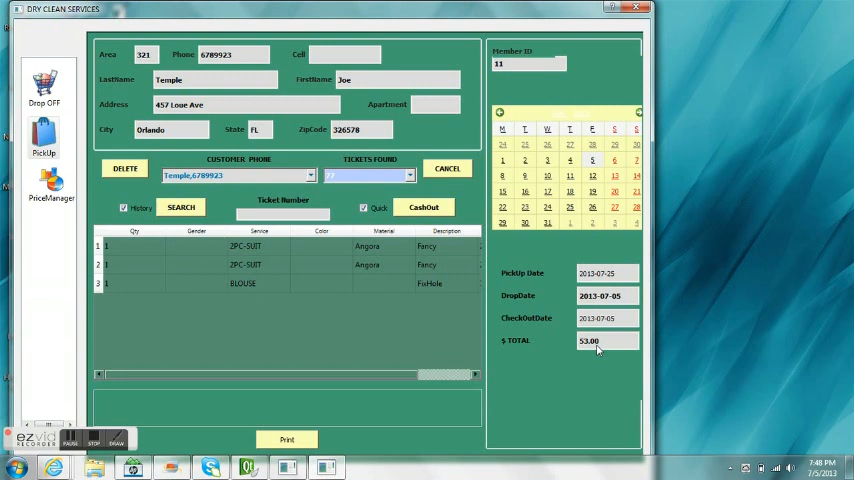 DRY CLEAN SERVICES
Drop OFF
PickUp
PriceManager
Area 321 Phone 6789923 Cell
LastName Temple FirstName Joe
Address 457 Loue Ave Apartment
City Orlando State FL ZipCode 326578
DELETE CUSTOMER PHONE TICKETS FOUND CANCEL
Temple,6789923 77
History SEARCH Ticket Number Quick CashOut
Qty Gender Service Color Material Description
1 1 2PC-SUIT Angora Fancy
2 1 2PC-SUIT Angora Fancy
3 1 BLOUSE FixHole
Print
Member ID
11
M T W T F S S
24 25 26 27 28 29 30
1 2 3 4 5 6 7
8 9 10 11 12 13 14
15 16 17 18 19 20 21
22 23 24 25 26 27 28
29 30 31 1 2 3 4
PickUp Date 2013-07-25
DropDate 2013-07-05
CheckOutDate 2013-07-05
$ TOTAL 53.00
ezvid
RECORDER
PAUSE STOP DRAW
7:48 PM
7/5/2013